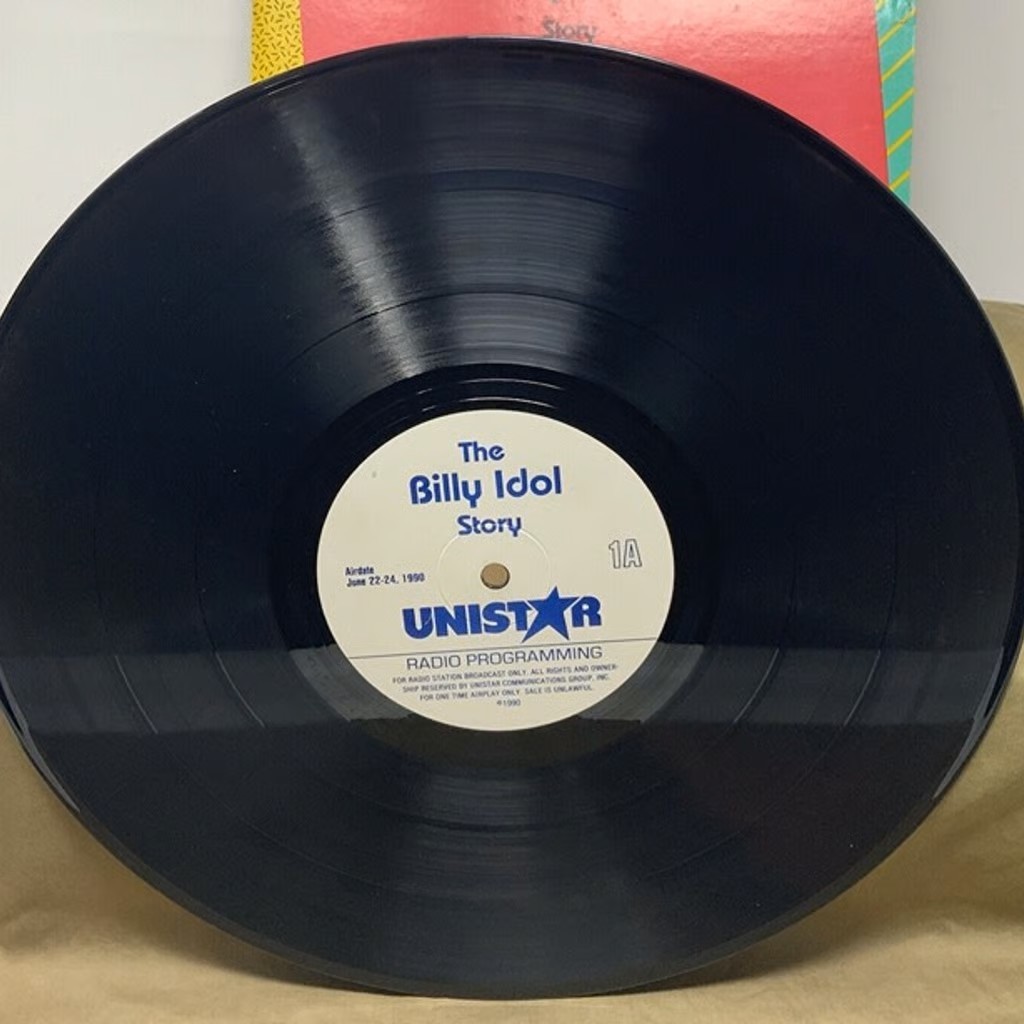 Story
The
Billy Idol
Story
1A
Airdate
June 22-24, 1990
UNISTAR
RADIO PROGRAMMING
FOR RADIO STATION BROADCAST ONLY. ALL RIGHTS AND OWNER-
SHIP RESERVED BY UNISTAR COMMUNICATIONS GROUP, INC.
FOR ONE TIME AIRPLAY ONLY. SALE IS UNLAWFUL.
℗1990